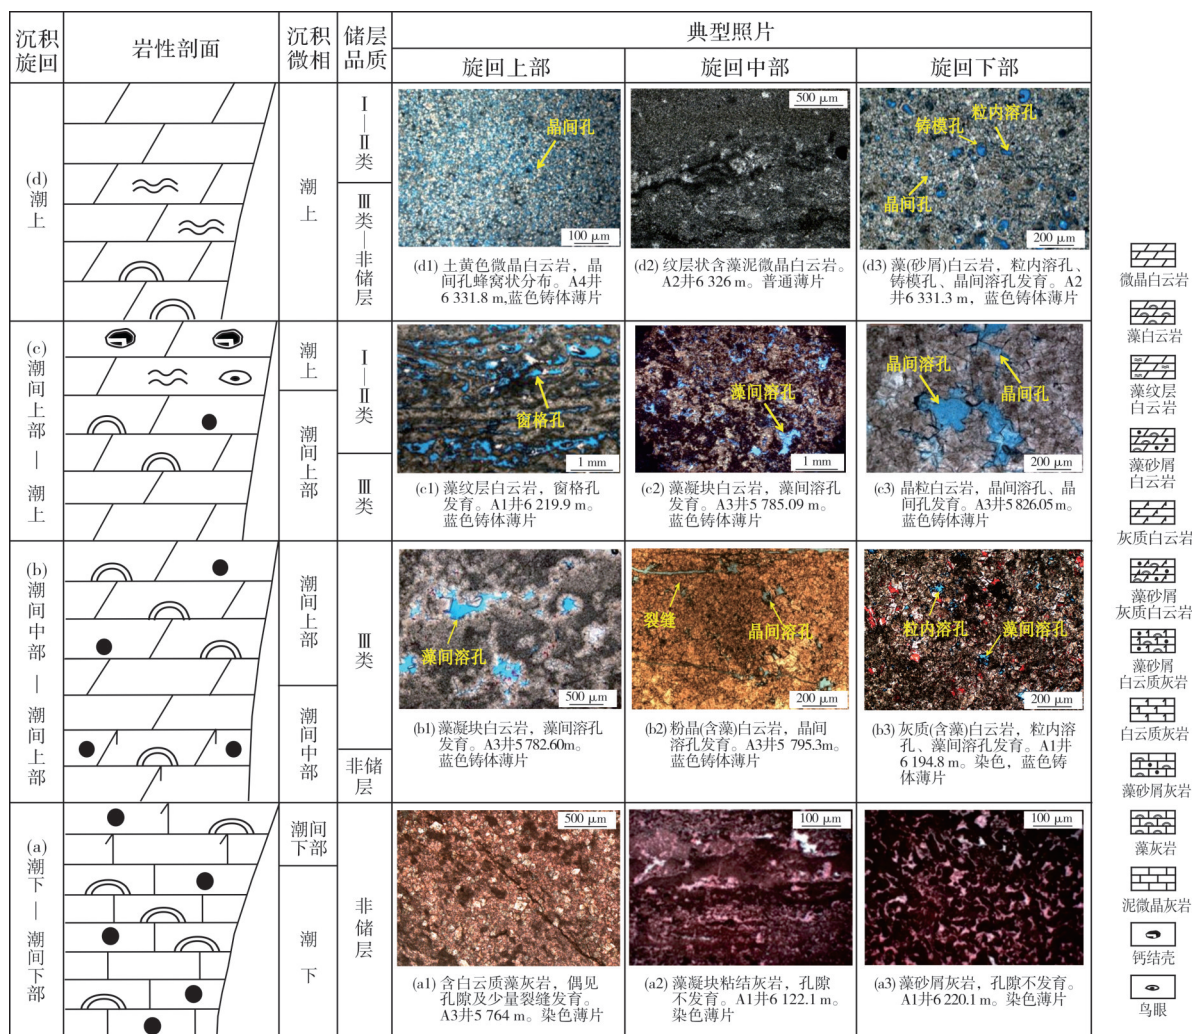 沉积
旋回
岩性剖面
沉积
微相
储层
品质
典型照片
旋回上部
旋回中部
旋回下部
(d)
潮
上
潮
上
Ⅰ
—
Ⅱ
类
Ⅲ
类
—
非
储
层
晶间孔
100 μm
500 μm
粒内溶孔
铸模孔
晶间孔
200 μm
(d1) 土黄色微晶白云岩，晶
间孔蜂窝状分布。A4井
6 331.8 m,蓝色铸体薄片
(d2) 纹层状含藻泥微晶白云岩。
A2井6 326 m。普通薄片
(d3) 藻(砂屑)白云岩，粒内溶孔、
铸模孔、晶间溶孔发育。A2
井6 331.3 m，蓝色铸体薄片
(c)
潮
间
上
部
—
潮
上
潮
上
潮
间
上
部
Ⅰ
—
Ⅱ
类
Ⅲ
类
窗格孔
1 mm
藻间溶孔
1 mm
晶间溶孔
晶间孔
200 μm
(c1) 藻纹层白云岩，窗格孔
发育。A1井6 219.9 m。
蓝色铸体薄片
(c2) 藻凝块白云岩，藻间溶孔
发育。A3井5 785.09 m。
蓝色铸体薄片
(c3) 晶粒白云岩，晶间溶孔、晶
间孔发育。A3井5 826.05 m。
蓝色铸体薄片
(b)
潮
间
中
部
—
潮
间
上
部
潮
间
上
部
潮
间
中
部
Ⅲ
类
非储
层
藻间溶孔
500 μm
裂缝
晶间溶孔
200 μm
粒内溶孔
藻间溶孔
200 μm
(b1) 藻凝块白云岩，藻间溶孔
发育。A3井5 782.60m。
蓝色铸体薄片
(b2) 粉晶(含藻)白云岩，晶间
溶孔发育。A3井5 795.3m。
蓝色铸体薄片
(b3) 灰质(含藻)白云岩，粒内溶
孔、藻间溶孔发育。A1井
6 194.8 m。染色，蓝色铸
体薄片
(a)
潮
下
—
潮
间
下
部
潮间
下部
潮
下
非
储
层
500 μm
100 μm
100 μm
(a1) 含白云质藻灰岩，偶见
孔隙及少量裂缝发育。
A3井5 764 m。染色薄片
(a2) 藻凝块粘结灰岩，孔隙
不发育。A1井6 122.1 m。
染色薄片
(a3) 藻砂屑灰岩，孔隙不发育。
A1井6 220.1 m。染色薄片
微晶白云岩
藻白云岩
藻纹层
白云岩
藻砂屑
白云岩
灰质白云岩
藻砂屑
灰质白云岩
藻砂屑
白云质灰岩
白云质灰岩
藻砂屑灰岩
藻灰岩
泥微晶灰岩
钙结壳
鸟眼